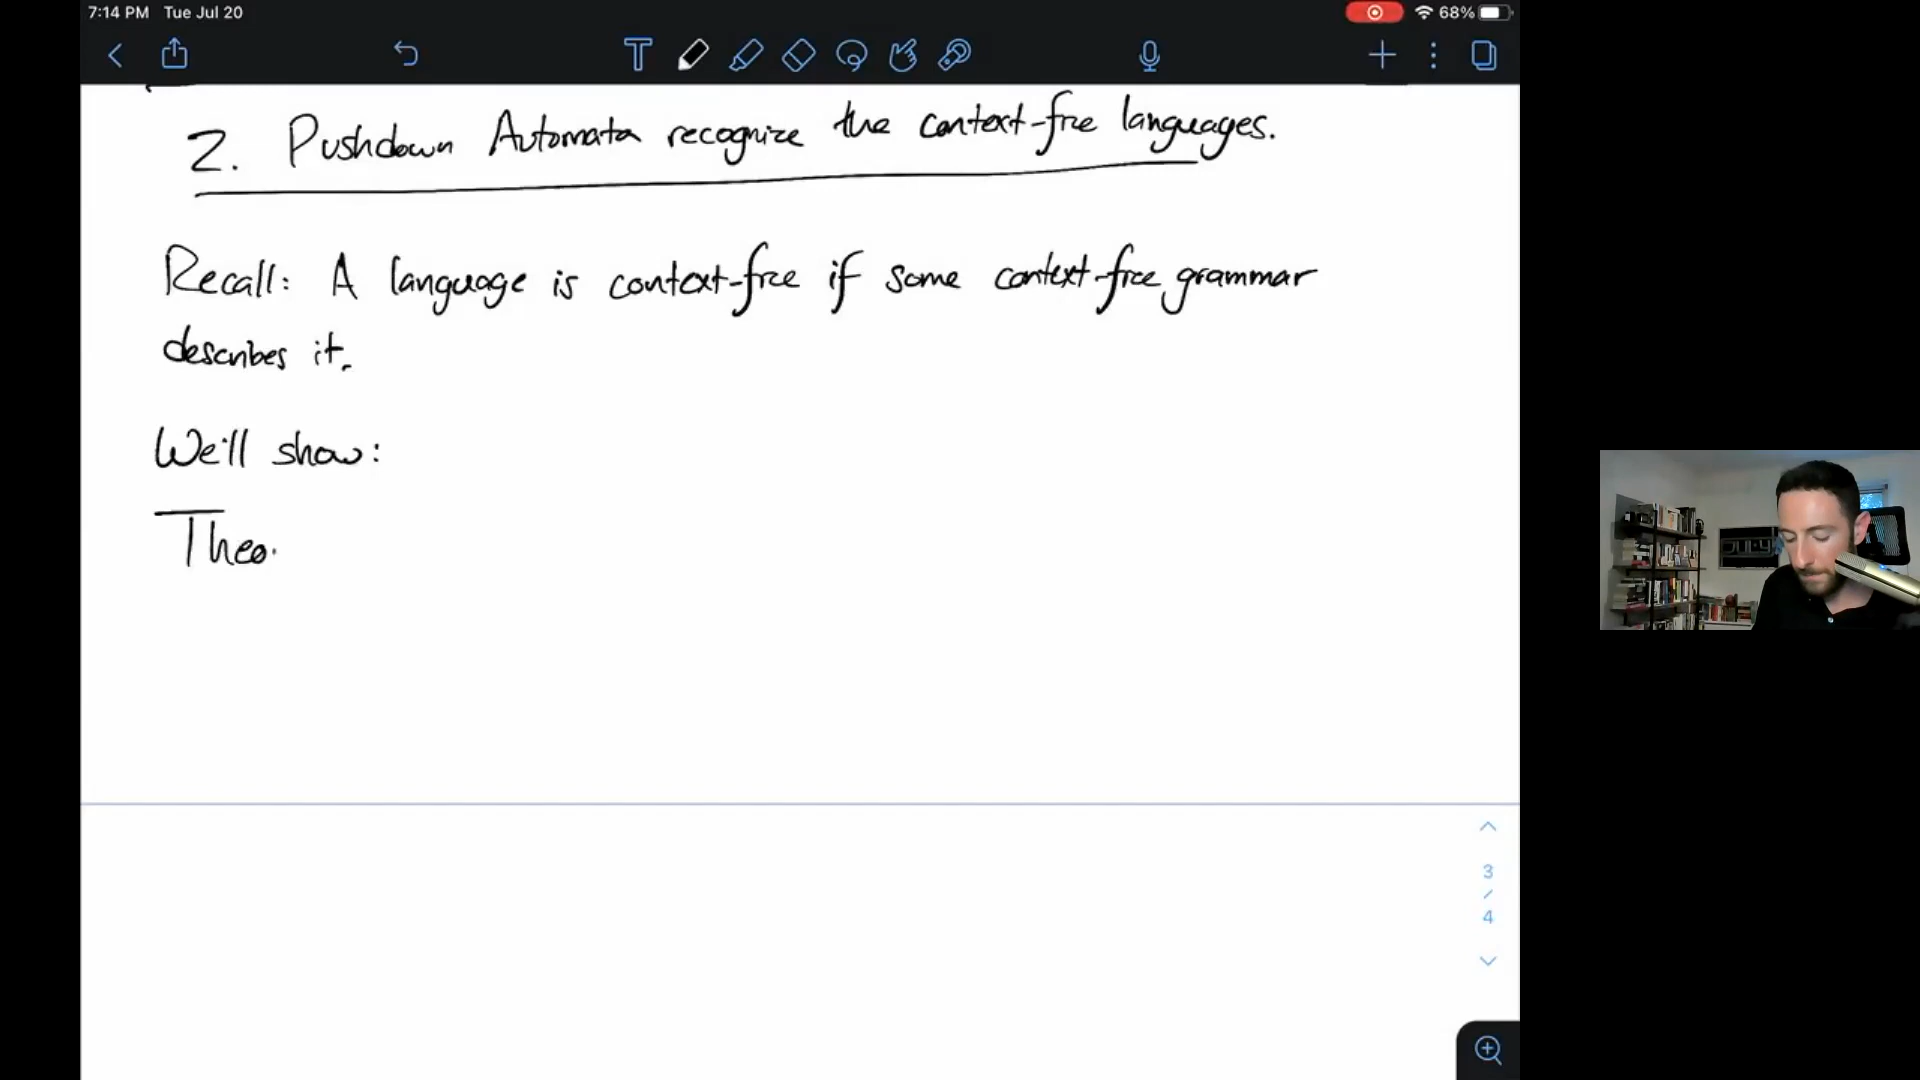 7:14 PM Tue Jul 20
68%
2. Pushdown Automata recognize the context-free languages.
Recall: A language is context-free if some context-free grammar
describes it.
We'll show:
Theo
3
/
4